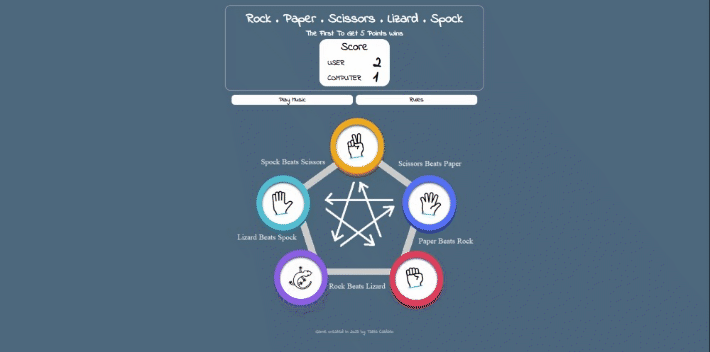 Rock . Paper . Scissors . Lizard . Spock
The First To Get 5 Points Wins
Score
USER 2
COMPUTER 1
Play Music
Rules
Spock Beats Scissors
Scissors Beats Paper
Lizard Beats Spock
Paper Beats Rock
Rock Beats Lizard